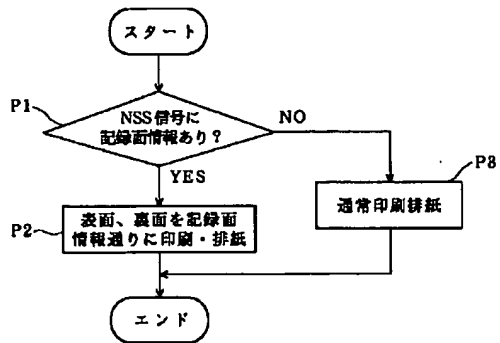 スタート
P1
NSS信号に
記録面情報あり?
NO
YES
P3
通常印刷排紙
P2
表面、裏面を記録面
情報通りに印刷・排紙
エンド